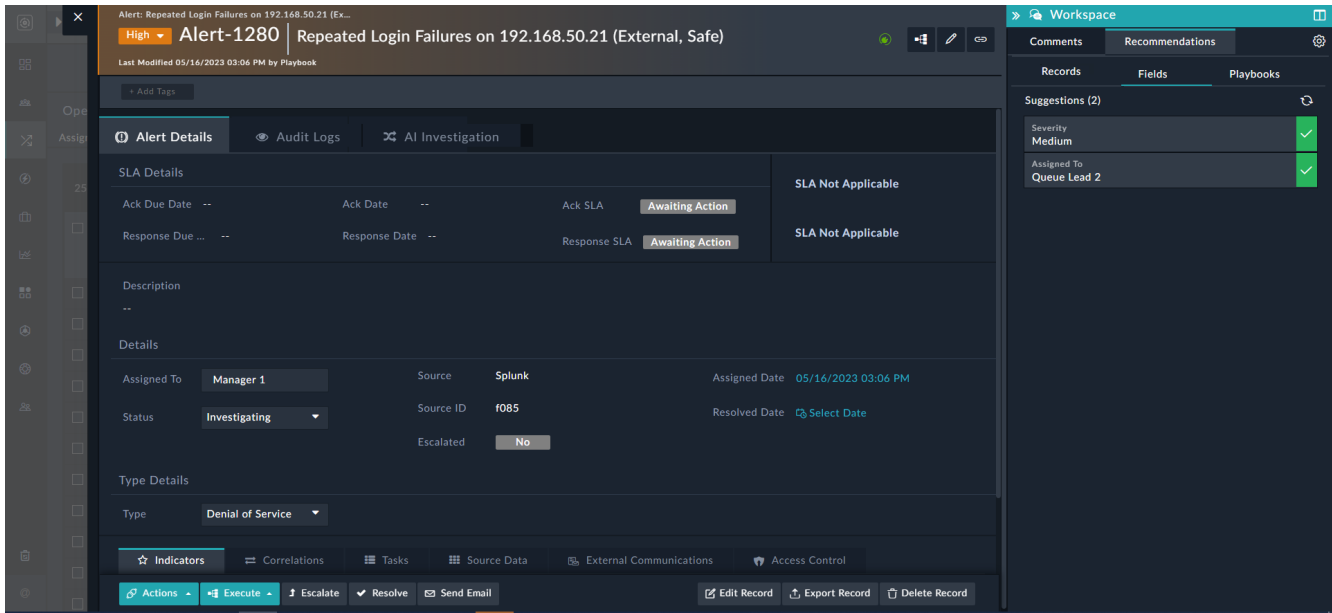 Alert: Repeated Login Failures on 192.168.50.21 (Ex...
High Alert-1280 Repeated Login Failures on 192.168.50.21 (External, Safe)
Last Modified 05/16/2023 03:06 PM by Playbook
+ Add Tags
Ope
Assig
25
Alert Details Audit Logs AI Investigation
SLA Details
Ack Due Date -- Ack Date -- Ack SLA Awaiting Action SLA Not Applicable
Response Due ... -- Response Date -- Response SLA Awaiting Action SLA Not Applicable
Description
--
Details
Assigned To Manager 1 Source Splunk Assigned Date 05/16/2023 03:06 PM
Status Investigating Source ID f085 Resolved Date Select Date
Escalated No
Type Details
Type Denial of Service
Indicators Correlations Tasks Source Data External Communications Access Control
Actions Execute Escalate Resolve Send Email Edit Record Export Record Delete Record
Workspace
Comments Recommendations
Records Fields Playbooks
Suggestions (2)
Severity
Medium
Assigned To
Queue Lead 2